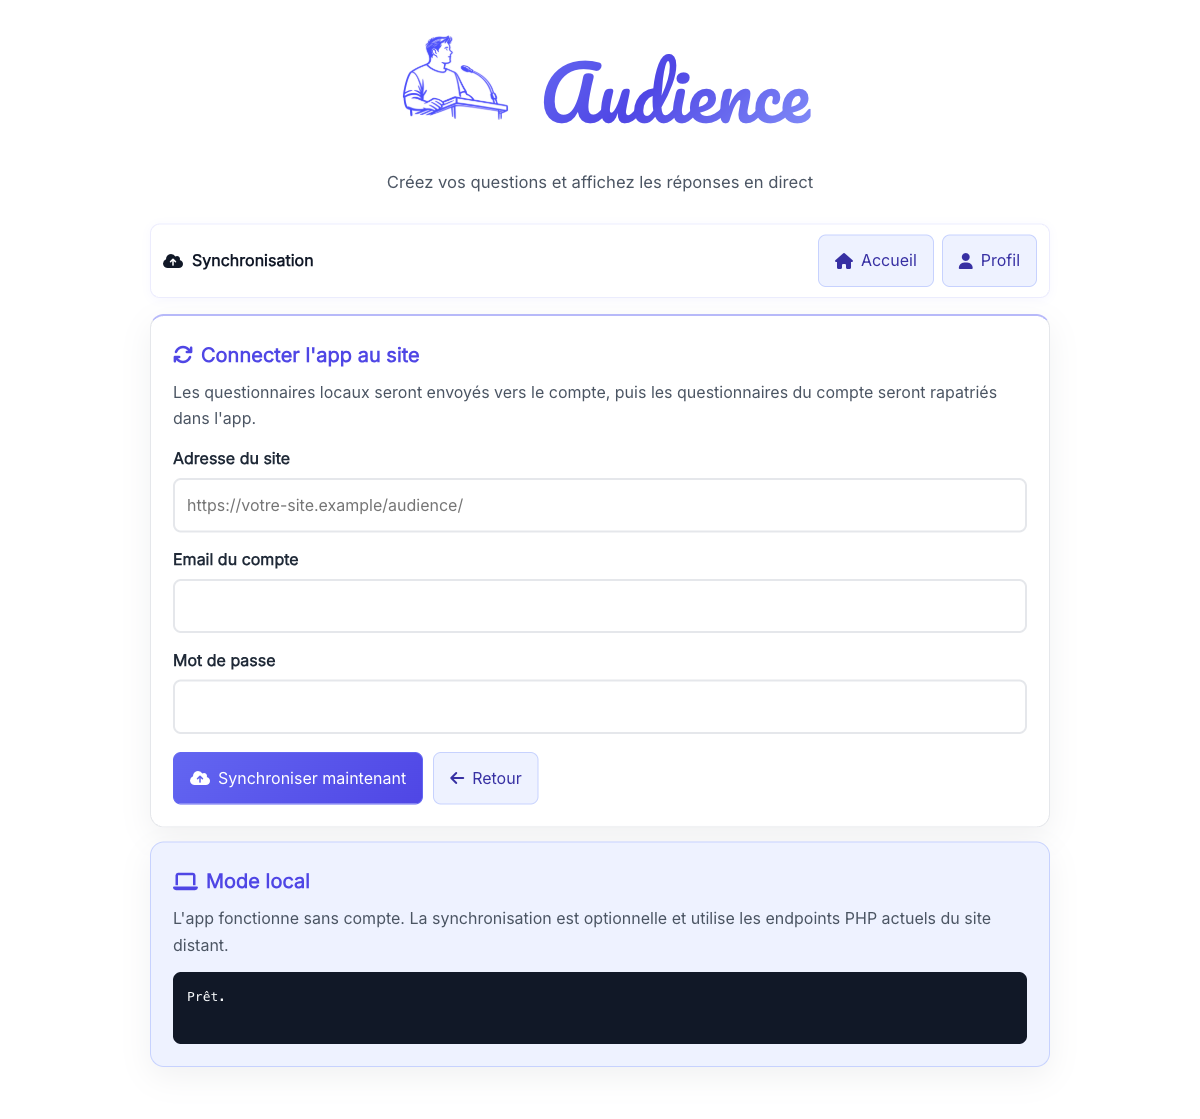 Audience
Créez vos questions et affichez les réponses en direct
Synchronisation
Accueil
Profil
Connecter l'app au site
Les questionnaires locaux seront envoyés vers le compte, puis les questionnaires du compte seront rapatriés
dans l'app.
Adresse du site
https://votre-site.example/audience/
Email du compte
Mot de passe
Synchroniser maintenant
Retour
Mode local
L'app fonctionne sans compte. La synchronisation est optionnelle et utilise les endpoints PHP actuels du site
distant.
Prêt.